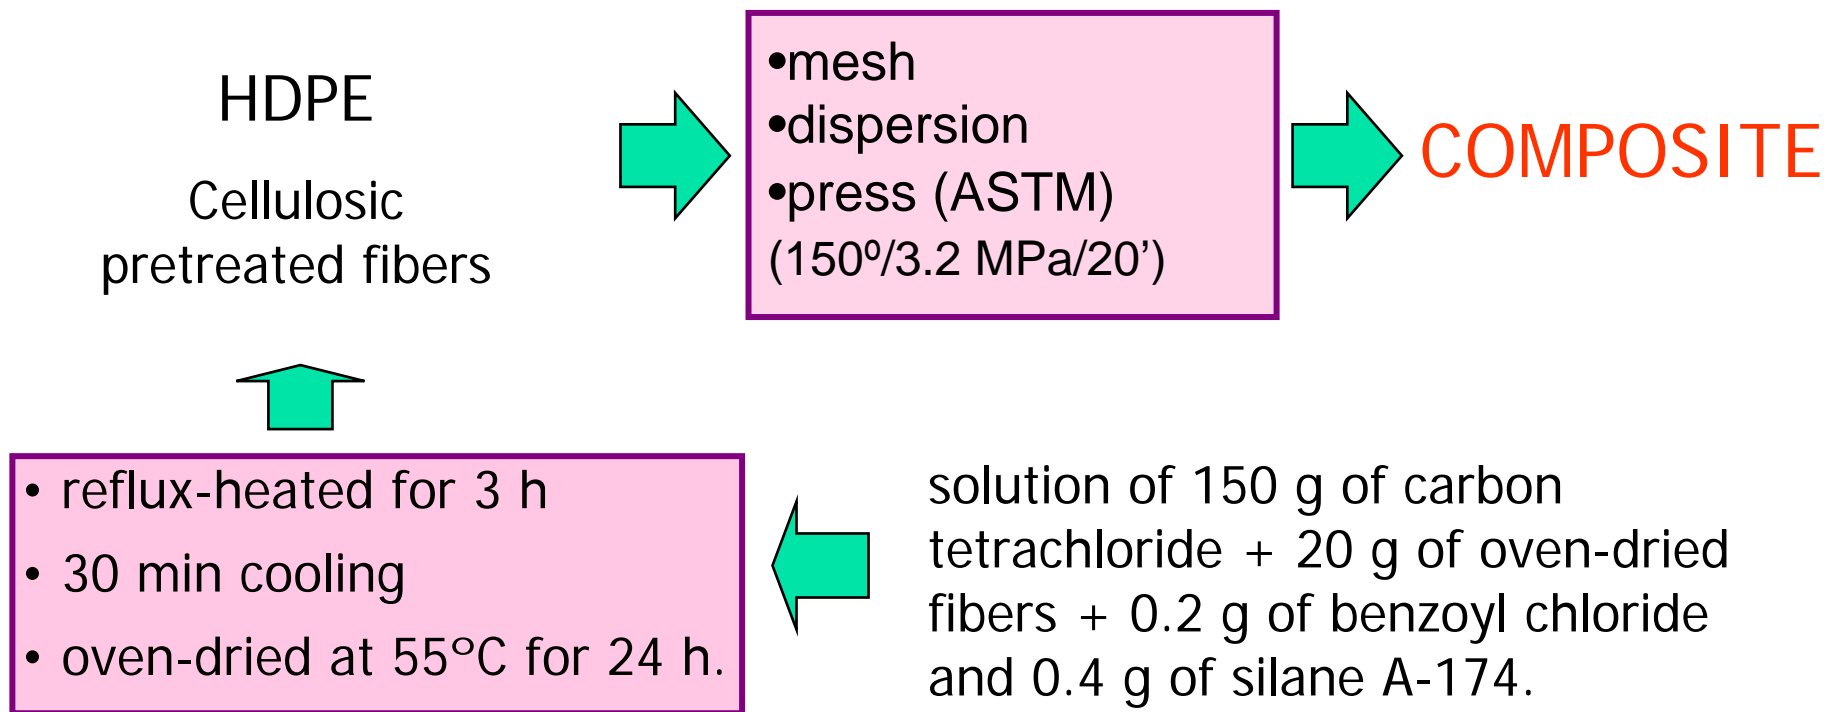 HDPE
Cellulosic
pretreated fibers
•mesh
•dispersion
•press (ASTM)
(150º/3.2 MPa/20’)
COMPOSITE
• reflux-heated for 3 h
• 30 min cooling
• oven-dried at 55°C for 24 h.
solution of 150 g of carbon
tetrachloride + 20 g of oven-dried
fibers + 0.2 g of benzoyl chloride
and 0.4 g of silane A-174.